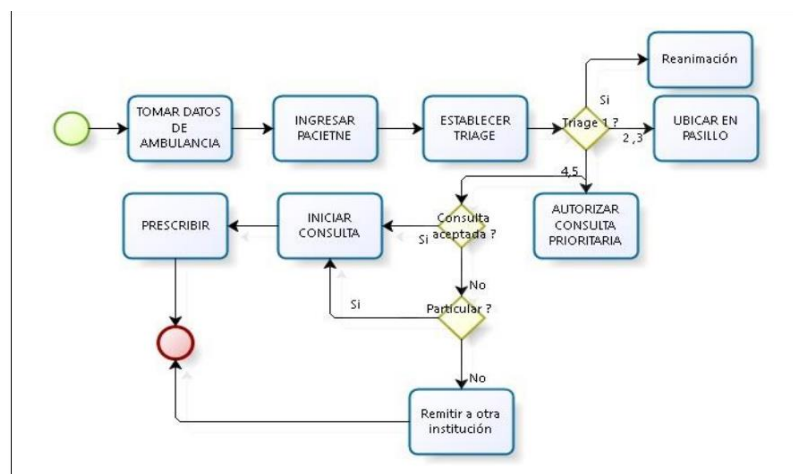 Reanimación
Si
TOMAR DATOS
DE
AMBULANCIA
INGRESAR
PACIETNE
ESTABLECER
TRIAGE
Triage 1 ?
2 ,3
UBICAR EN
PASILLO
4,5
PRESCRIBIR
INICIAR
CONSULTA
Si
Consulta
aceptada ?
AUTORIZAR
CONSULTA
PRIORITARIA
No
Si
Particular ?
No
Remitir a otra
institución